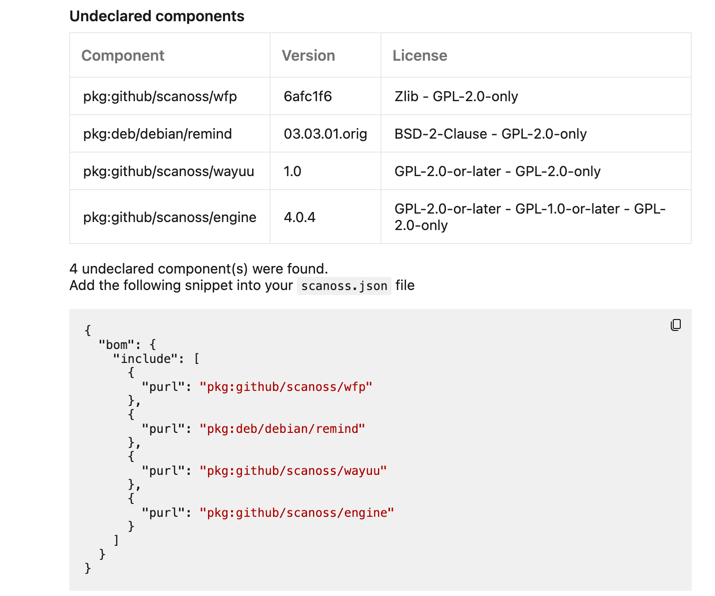 Undeclared components
Component Version License
pkg:github/scanoss/wfp 6afc1f6 Zlib - GPL-2.0-only
pkg:deb/debian/remind 03.03.01.orig BSD-2-Clause - GPL-2.0-only
pkg:github/scanoss/wayuu 1.0 GPL-2.0-or-later - GPL-2.0-only
pkg:github/scanoss/engine 4.0.4 GPL-2.0-or-later - GPL-1.0-or-later - GPL-
2.0-only
4 undeclared component(s) were found.
Add the following snippet into your scanoss.json file
{
  "bom": {
    "include": [
      {
        "purl": "pkg:github/scanoss/wfp"
      },
      {
        "purl": "pkg:deb/debian/remind"
      },
      {
        "purl": "pkg:github/scanoss/wayuu"
      },
      {
        "purl": "pkg:github/scanoss/engine"
      }
    ]
  }
}